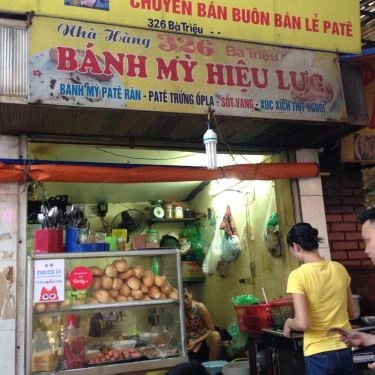 CHUYÊN BÁN BUÔN BÁN LẺ PATÊ
326 BÀ TRIỆU
Nhà Hàng 326 Bà Triệu
BÁNH MỲ HIỆU LỰC
BÁNH MỲ PATÊ RÁN - PATÊ TRỨNG ỐPLA - SỐT-VANG - XÚC XÍCH THỊT NGUỘI